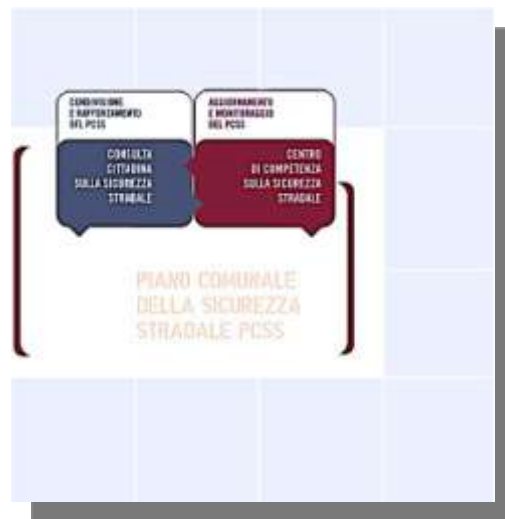 CONDIVISIONE
E RAFFORZAMENTO
DEL PCSS
CONSULTA
CITTADINA
SULLA SICUREZZA
STRADALE
AGGIORNAMENTO
E MONITORAGGIO
DEL PCSS
CENTRO
DI COMPETENZA
SULLA SICUREZZA
STRADALE
PIANO COMUNALE
DELLA SICUREZZA
STRADALE PCSS